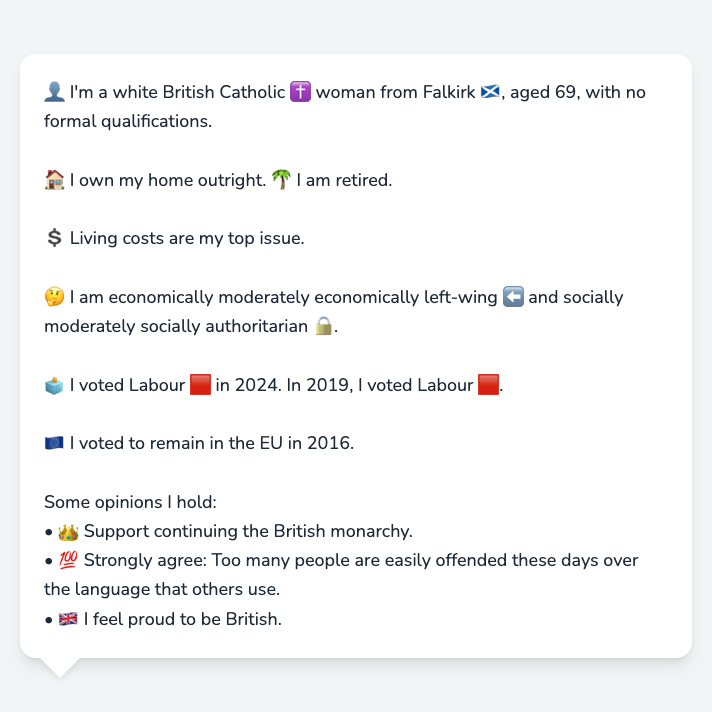 👤 I'm a white British Catholic ✝️ woman from Falkirk 🏴󠁧󠁢󠁳󠁣󠁴󠁿, aged 69, with no
formal qualifications.
🏠 I own my home outright. 🌴 I am retired.
💲 Living costs are my top issue.
🤔 I am economically moderately economically left-wing ⬅️ and socially
moderately socially authoritarian 🔒.
🗳️ I voted Labour 🟥 in 2024. In 2019, I voted Labour 🟥.
🇪🇺 I voted to remain in the EU in 2016.
Some opinions I hold:
• 👑 Support continuing the British monarchy.
• 💯 Strongly agree: Too many people are easily offended these days over
the language that others use.
• 🇬🇧 I feel proud to be British.